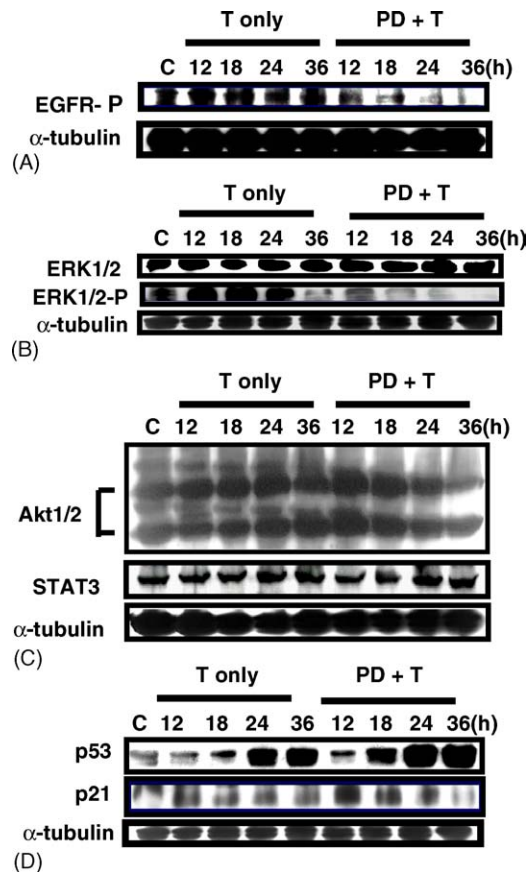 T only PD + T
C 12 18 24 36 12 18 24 36(h)
EGFR- P
α-tubulin
(A)
T only PD + T
C 12 18 24 36 12 18 24 36(h)
ERK1/2
ERK1/2-P
α-tubulin
(B)
T only PD + T
C 12 18 24 36 12 18 24 36(h)
Akt1/2
STAT3
α-tubulin
(C)
T only PD + T
C 12 18 24 36 12 18 24 36(h)
p53
p21
α-tubulin
(D)